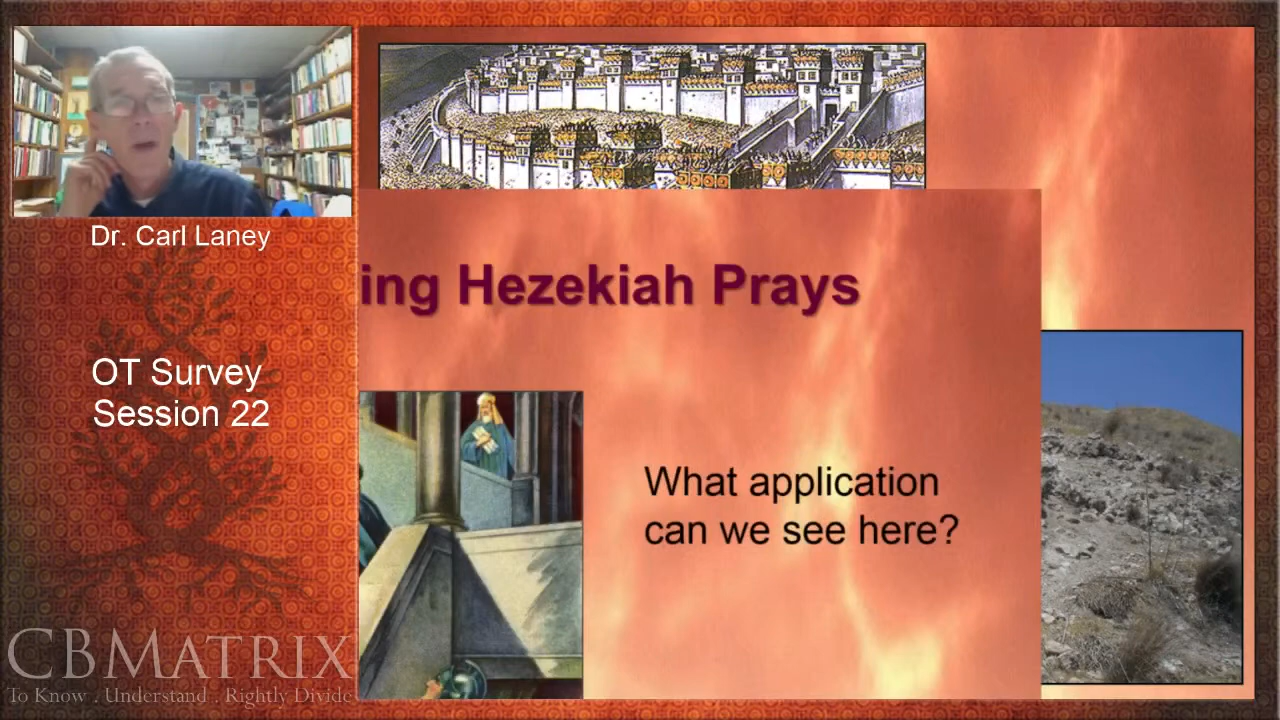 Dr. Carl Laney
OT Survey
Session 22
CBMATRIX
To Know . Understand . Rightly Divide
ing Hezekiah Prays
What application
can we see here?